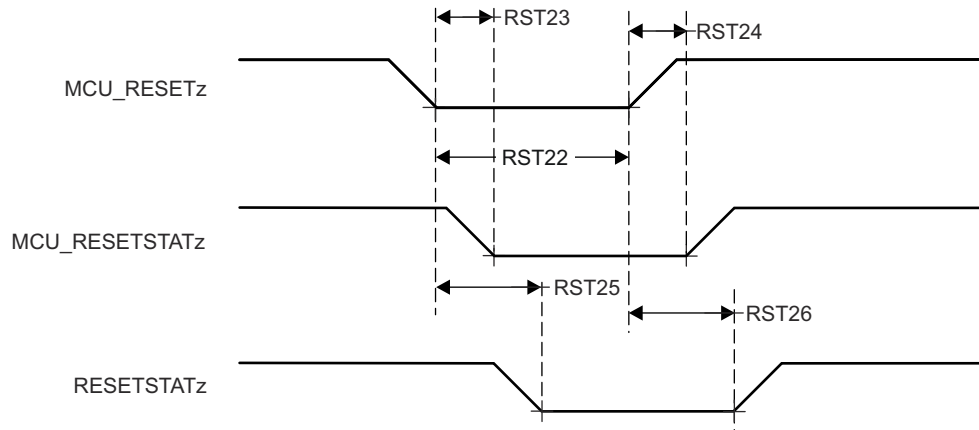 RST23
RST24
MCU_RESETz
RST22
MCU_RESETSTATz
RST25
RST26
RESETSTATz